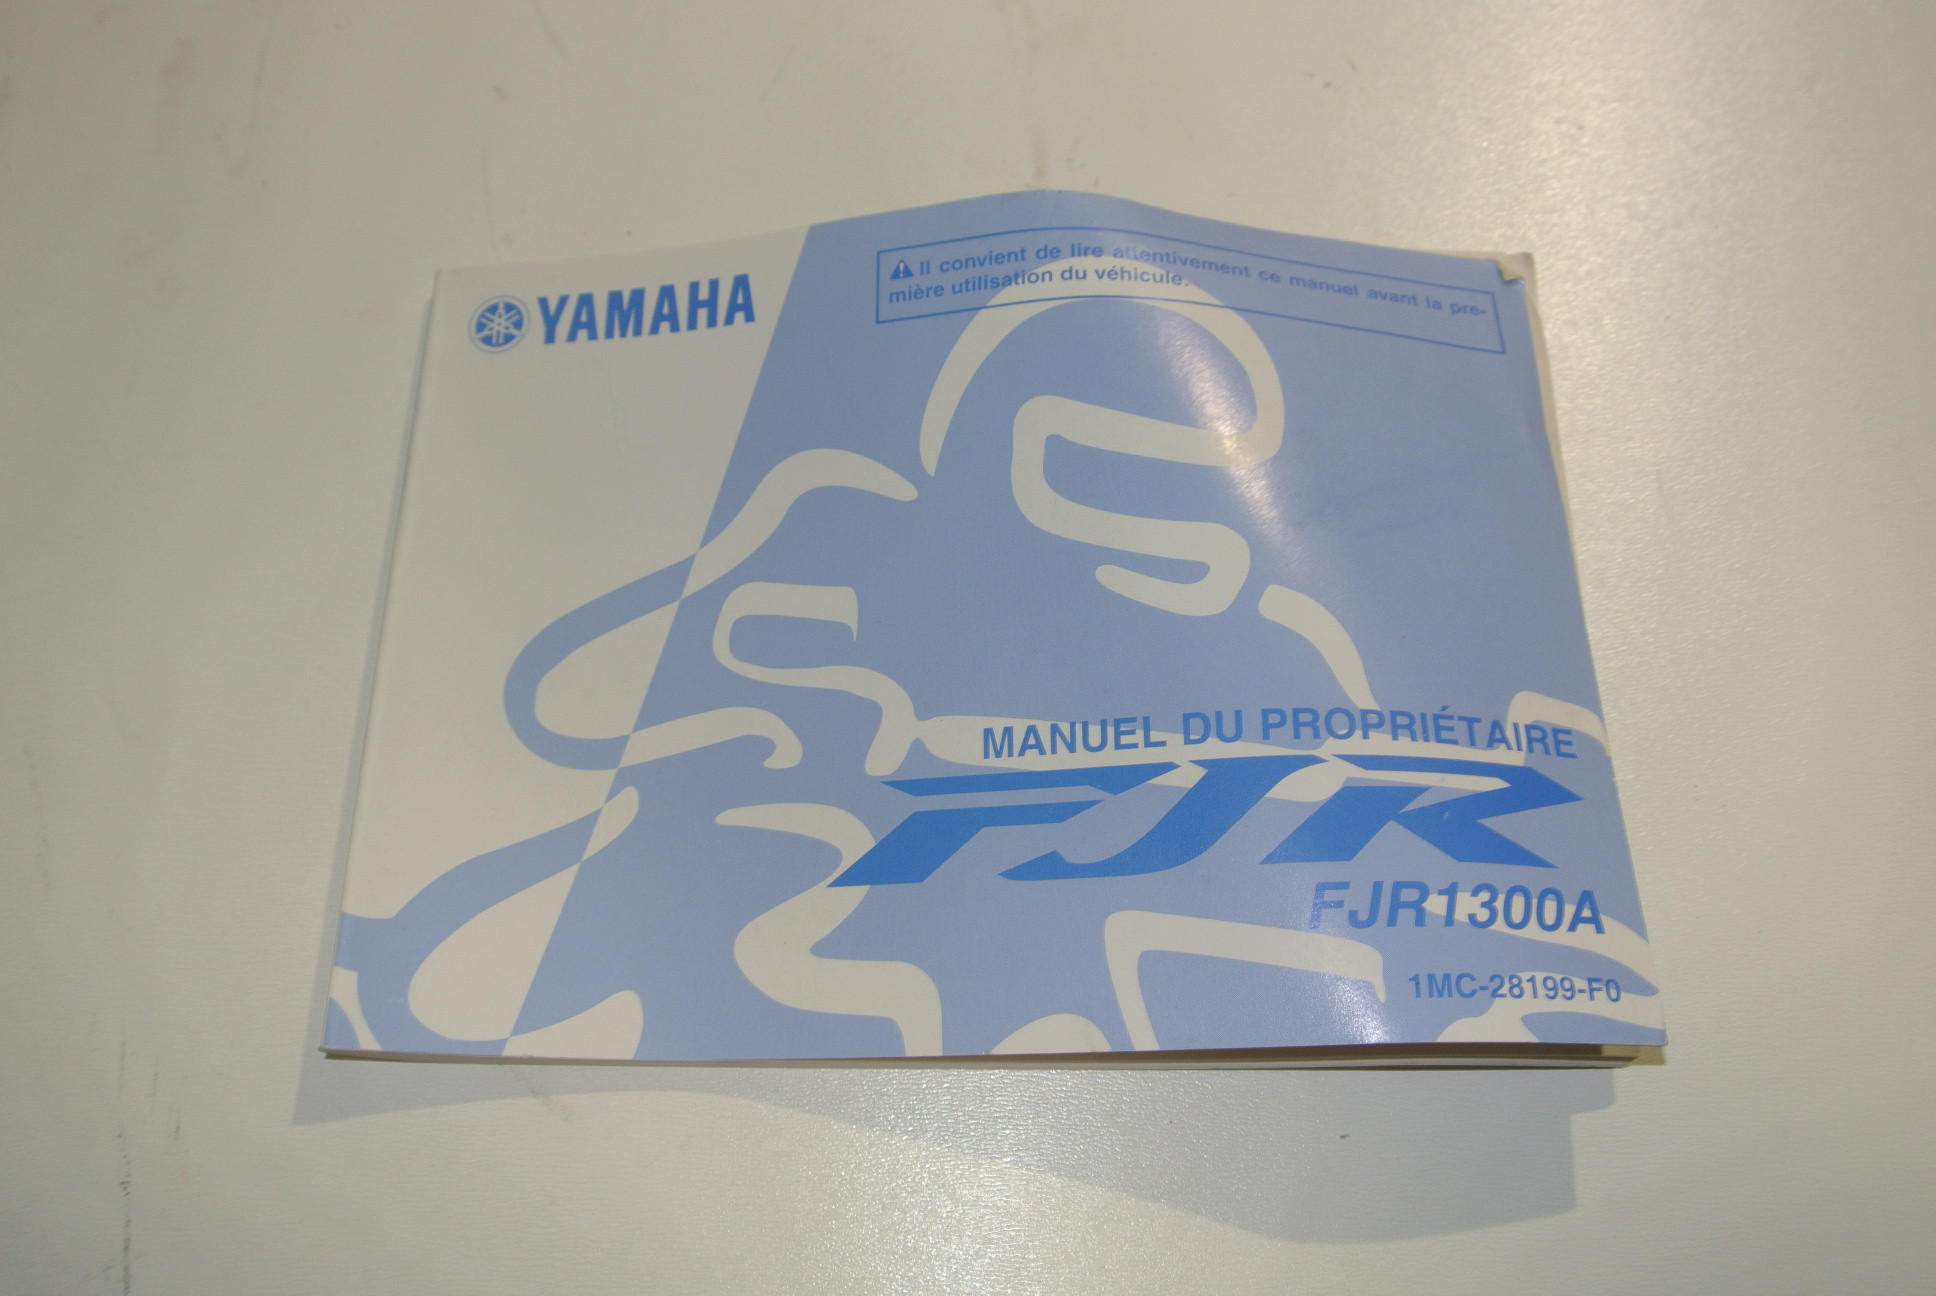 YAMAHA
⚠ Il convient de lire attentivement ce manuel avant la pre-
mière utilisation du véhicule.
MANUEL DU PROPRIÉTAIRE
FJR
FJR1300A
1MC-28199-F0